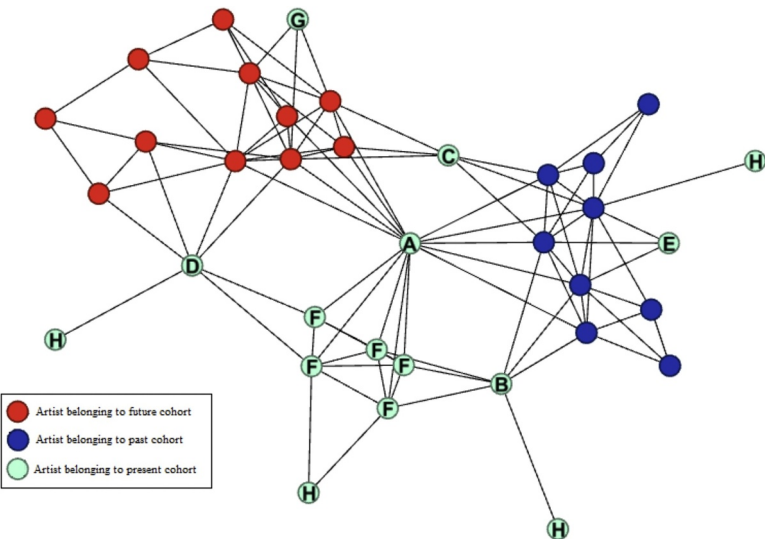 G
C
H
A
E
D
F
H
F
F
F
B
F
H
H
Artist belonging to future cohort
Artist belonging to past cohort
Artist belonging to present cohort